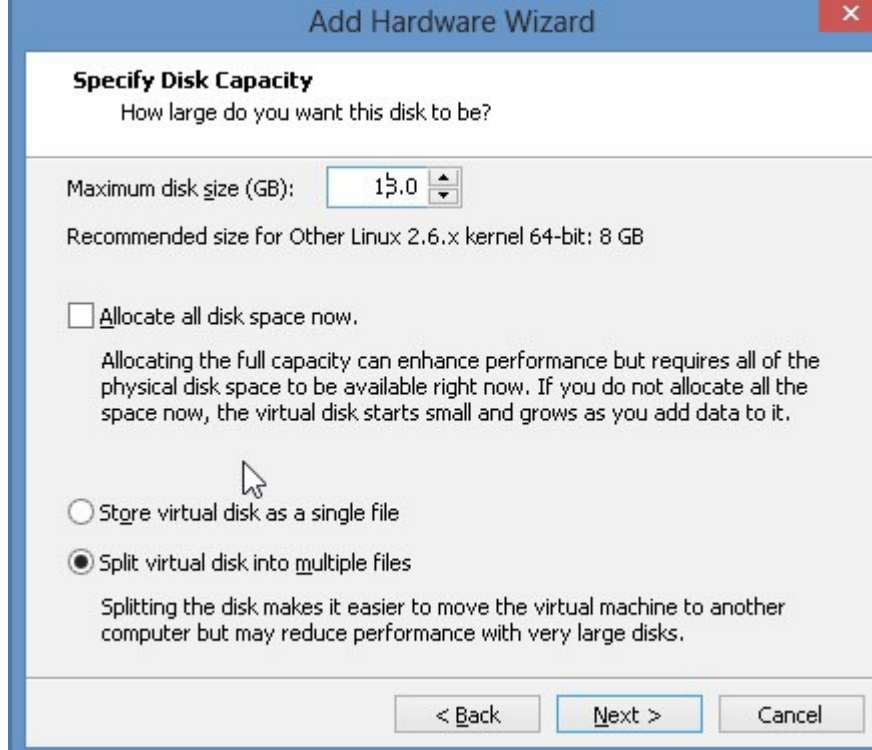 Add Hardware Wizard
Specify Disk Capacity
How large do you want this disk to be?
Maximum disk size (GB): 13.0
Recommended size for Other Linux 2.6.x kernel 64-bit: 8 GB
Allocate all disk space now.
Allocating the full capacity can enhance performance but requires all of the
physical disk space to be available right now. If you do not allocate all the
space now, the virtual disk starts small and grows as you add data to it.
Store virtual disk as a single file
Split virtual disk into multiple files
Splitting the disk makes it easier to move the virtual machine to another
computer but may reduce performance with very large disks.
< Back Next > Cancel